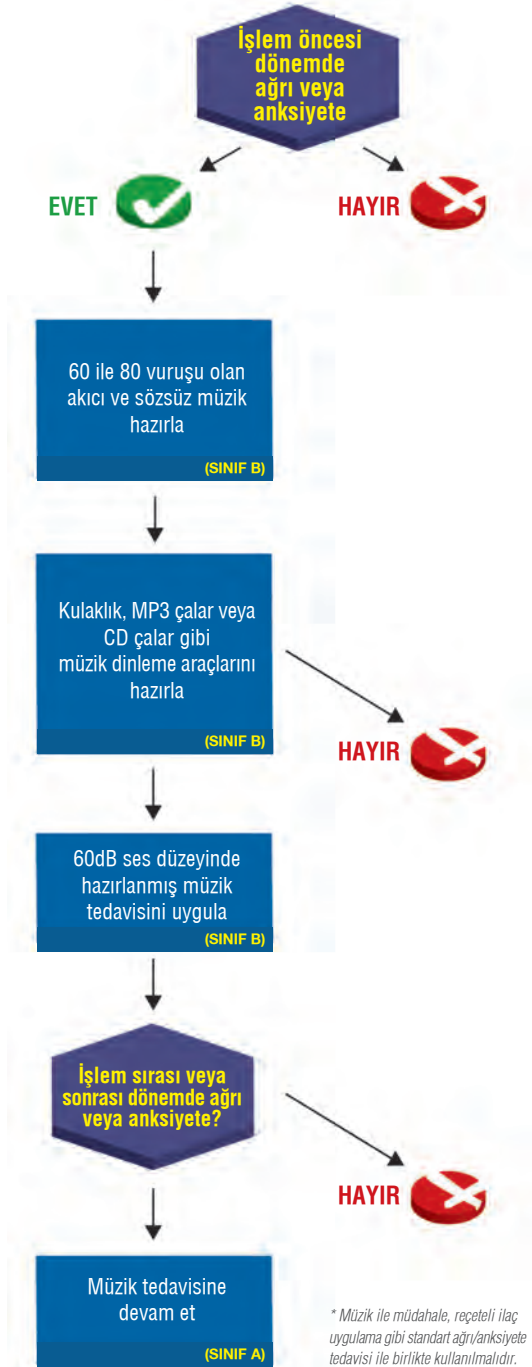 İşlem öncesi
dönemde
ağrı veya
anksiyete
EVET
HAYIR
60 ile 80 vuruşu olan
akıcı ve sözsüz müzik
hazırla
(SINIF B)
Kulaklık, MP3 çalar veya
CD çalar gibi
müzik dinleme araçlarını
hazırla
(SINIF B)
HAYIR
60dB ses düzeyinde
hazırlanmış müzik
tedavisini uygula
(SINIF B)
İşlem sırası veya
sonrası dönemde ağrı
veya anksiyete?
HAYIR
Müzik tedavisine
devam et
(SINIF A)
* Müzik ile müdahale, reçeteli ilaç
uygulama gibi standart ağrı/anksiyete
tedavisi ile birlikte kullanılmalıdır.